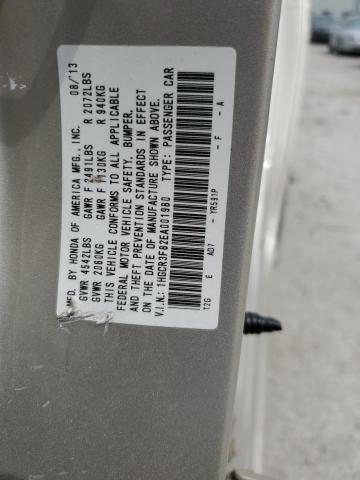 MFD. BY HONDA OF AMERICA MFG., INC. 08/13
GVWR 4542LBS GAWR F 2491LBS R 2072LBS
GVWR 2060KG GAWR F 1130KG R 940KG
THIS VEHICLE CONFORMS TO ALL APPLICABLE
FEDERAL MOTOR VEHICLE SAFETY, BUMPER,
AND THEFT PREVENTION STANDARDS IN EFFECT
ON THE DATE OF MANUFACTURE SHOWN ABOVE.
V.I.N.: 1HGCR3F82EA001980 TYPE: PASSENGER CAR
YR591P - F - A
T2G E AD7